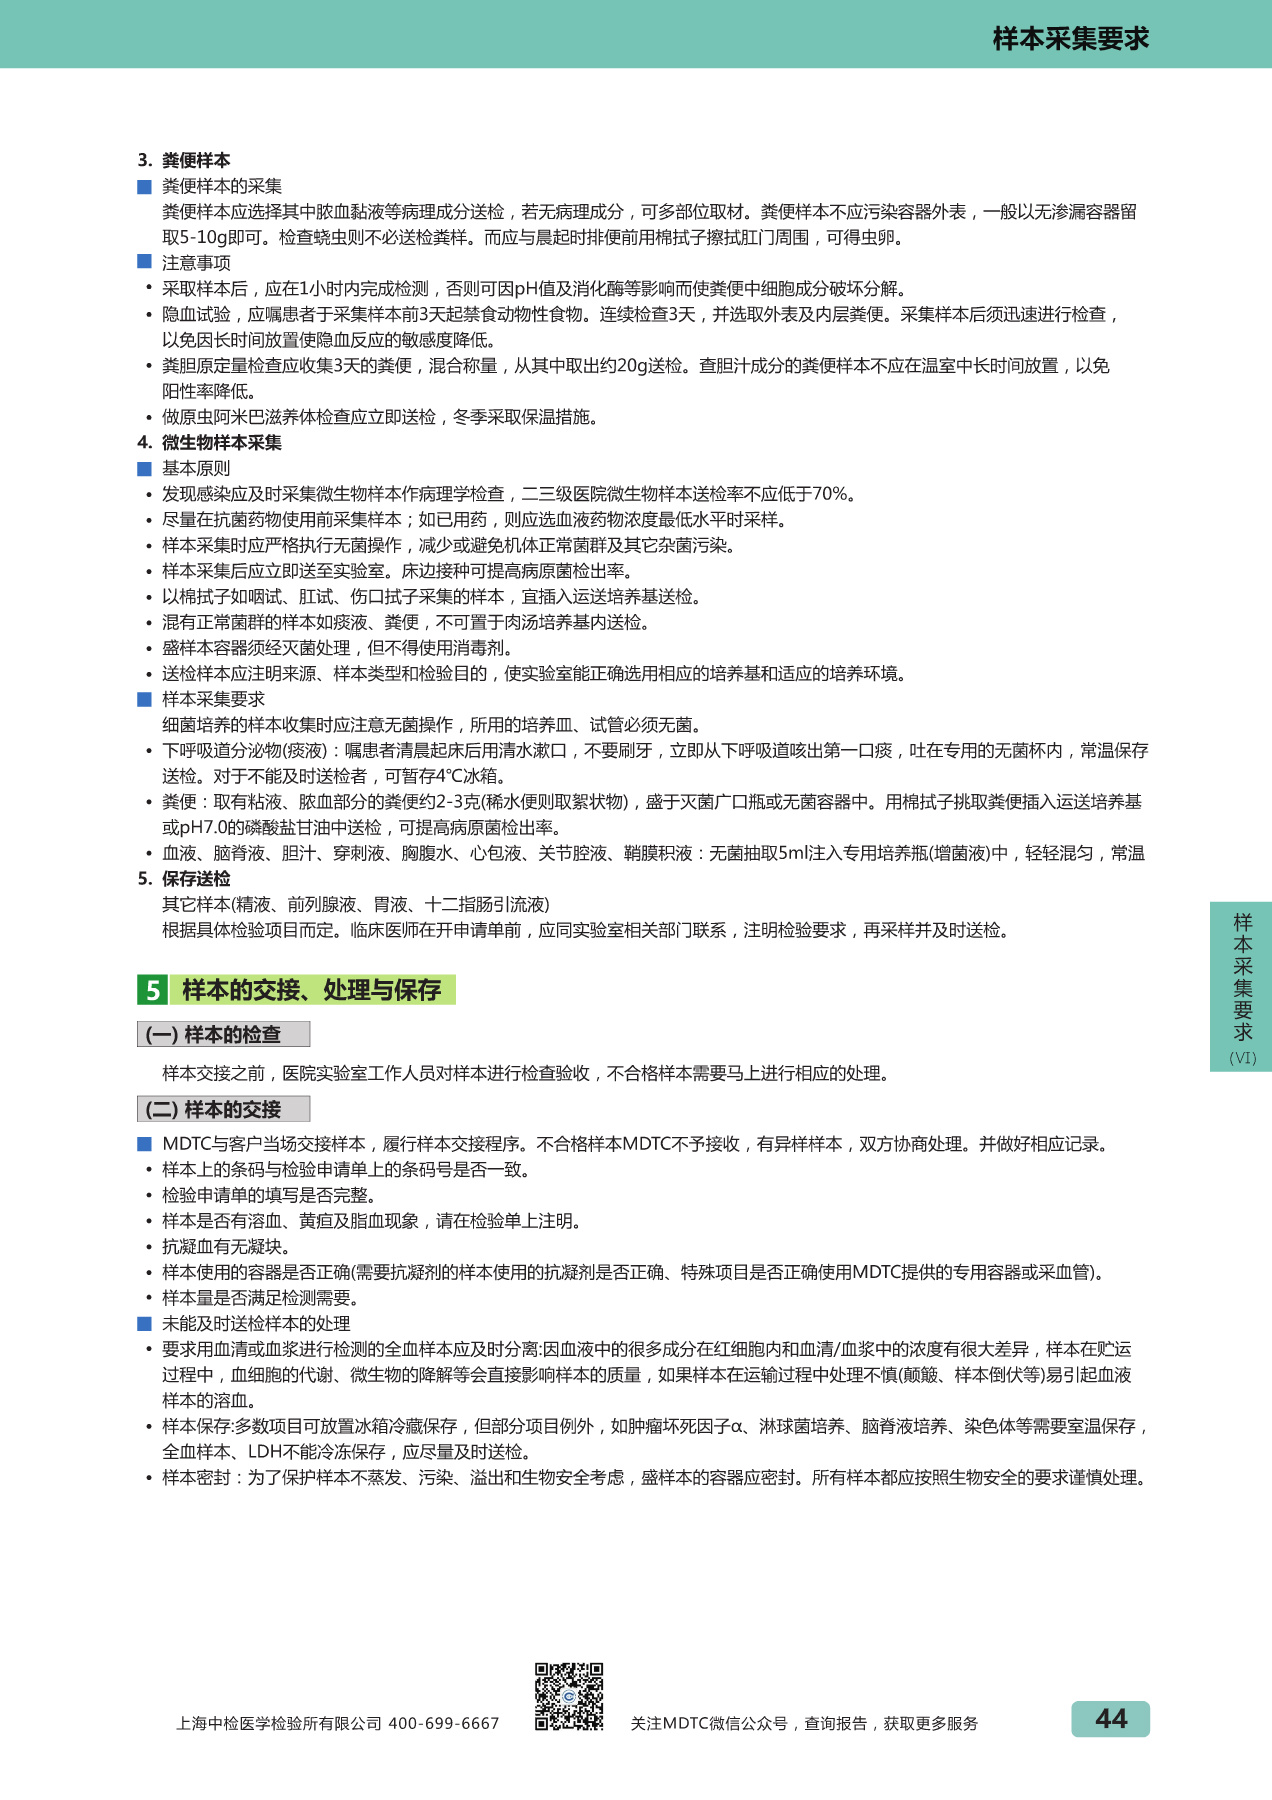 样本采集要求
3. 粪便样本
粪便样本的采集
粪便样本应选择其中脓血黏液等病理成分送检，若无病理成分，可多部位取材。粪便样本不应污染容器外表，一般以无渗漏容器留
取5-10g即可。检查蛲虫则不必送检粪样。而应与晨起时排便前用棉拭子擦拭肛门周围，可得虫卵。
注意事项
• 采取样本后，应在1小时内完成检测，否则可因pH值及消化酶等影响而使粪便中细胞成分破坏分解。
• 隐血试验，应嘱患者于采集样本前3天起禁食动物性食物。连续检查3天，并选取外表及内层粪便。采集样本后须迅速进行检查，
以免因长时间放置使隐血反应的敏感度降低。
• 粪胆原定量检查应收集3天的粪便，混合称量，从其中取出约20g送检。查胆汁成分的粪便样本不应在温室中长时间放置，以免
阳性率降低。
• 做原虫阿米巴滋养体检查应立即送检，冬季采取保温措施。
4. 微生物样本采集
基本原则
• 发现感染应及时采集微生物样本作病理学检查，二三级医院微生物样本送检率不应低于70%。
• 尽量在抗菌药物使用前采集样本；如已用药，则应选血液药物浓度最低水平时采样。
• 样本采集时应严格执行无菌操作，减少或避免机体正常菌群及其它杂菌污染。
• 样本采集后应立即送至实验室。床边接种可提高病原菌检出率。
• 以棉拭子如咽试、肛试、伤口拭子采集的样本，宜插入运送培养基送检。
• 混有正常菌群的样本如痰液、粪便，不可置于肉汤培养基内送检。
• 盛样本容器须经灭菌处理，但不得使用消毒剂。
• 送检样本应注明来源、样本类型和检验目的，使实验室能正确选用相应的培养基和适应的培养环境。
样本采集要求
细菌培养的样本收集时应注意无菌操作，所用的培养皿、试管必须无菌。
• 下呼吸道分泌物(痰液)：嘱患者清晨起床后用清水漱口，不要刷牙，立即从下呼吸道咳出第一口痰，吐在专用的无菌杯内，常温保存
送检。对于不能及时送检者，可暂存4℃冰箱。
• 粪便：取有粘液、脓血部分的粪便约2-3克(稀水便则取絮状物)，盛于灭菌广口瓶或无菌容器中。用棉拭子挑取粪便插入运送培养基
或pH7.0的磷酸盐甘油中送检，可提高病原菌检出率。
• 血液、脑脊液、胆汁、穿刺液、胸腹水、心包液、关节腔液、鞘膜积液：无菌抽取5ml注入专用培养瓶(增菌液)中，轻轻混匀，常温
5. 保存送检
其它样本(精液、前列腺液、胃液、十二指肠引流液)
根据具体检验项目而定。临床医师在开申请单前，应同实验室相关部门联系，注明检验要求，再采样并及时送检。
5 样本的交接、处理与保存
(一) 样本的检查
样本交接之前，医院实验室工作人员对样本进行检查验收，不合格样本需要马上进行相应的处理。
(二) 样本的交接
MDTC与客户当场交接样本，履行样本交接程序。不合格样本MDTC不予接收，有异样样本，双方协商处理。并做好相应记录。
• 样本上的条码与检验申请单上的条码号是否一致。
• 检验申请单的填写是否完整。
• 样本是否有溶血、黄疸及脂血现象，请在检验单上注明。
• 抗凝血有无凝块。
• 样本使用的容器是否正确(需要抗凝剂的样本使用的抗凝剂是否正确、特殊项目是否正确使用MDTC提供的专用容器或采血管)。
• 样本量是否满足检测需要。
未能及时送检样本的处理
• 要求用血清或血浆进行检测的全血样本应及时分离:因血液中的很多成分在红细胞内和血清/血浆中的浓度有很大差异，样本在贮运
过程中，血细胞的代谢、微生物的降解等会直接影响样本的质量，如果样本在运输过程中处理不慎(颠簸、样本倒伏等)易引起血液
样本的溶血。
• 样本保存:多数项目可放置冰箱冷藏保存，但部分项目例外，如肿瘤坏死因子α、淋球菌培养、脑脊液培养、染色体等需要室温保存，
全血样本、LDH不能冷冻保存，应尽量及时送检。
• 样本密封：为了保护样本不蒸发、污染、溢出和生物安全考虑，盛样本的容器应密封。所有样本都应按照生物安全的要求谨慎处理。
样本采集要求
(VI)
上海中检医学检验所有限公司 400-699-6667
关注MDTC微信公众号，查询报告，获取更多服务
44